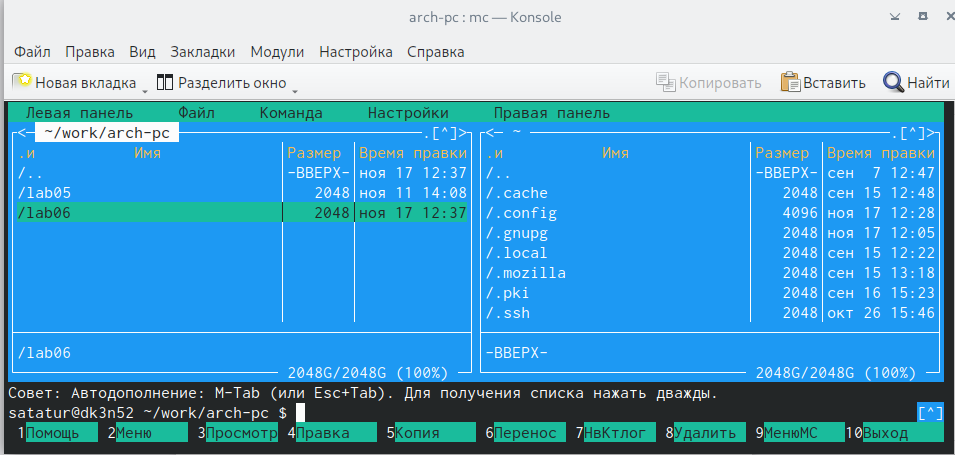 arch-pc : mc — Konsole
Файл Правка Вид Закладки Модули Настройка Справка
Новая вкладка Разделить окно Копировать Вставить Найти
Левая панель Файл Команда Настройки Правая панель
<— ~/work/arch-pc .[^]> <— ~ .[^]>
.и Имя Размер Время правки .и Имя Размер Время правки
/.. -ВВЕРХ- ноя 17 12:37 /.. -ВВЕРХ- сен 7 12:47
/lab05 2048 ноя 11 14:08 /.cache 2048 сен 15 12:48
/lab06 2048 ноя 17 12:37 /.config 4096 ноя 17 12:28
/.gnupg 2048 ноя 17 12:05
/.local 2048 сен 15 12:22
/.mozilla 2048 сен 15 13:18
/.pki 2048 сен 16 15:23
/.ssh 2048 окт 26 15:46
/lab06 -ВВЕРХ-
2048G/2048G (100%) 2048G/2048G (100%)
Совет: Автодополнение: M-Tab (или Esc+Tab). Для получения списка нажать дважды.
satatur@dk3n52 ~/work/arch-pc $ [^]
1Помощь 2Меню 3Просмотр 4Правка 5Копия 6Перенос 7НвКтлог 8Удалить 9МенюMC 10Выход